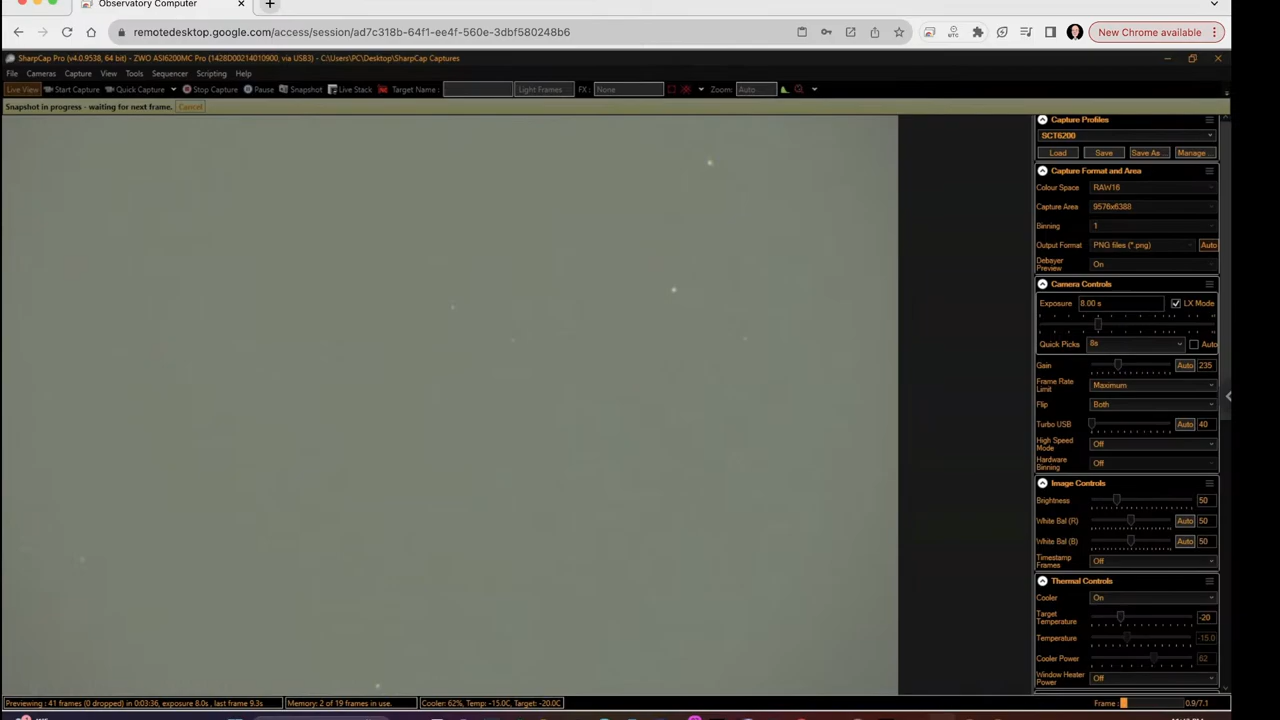 Observatory Computer
remotedesktop.google.com/access/session/ad7c318b-64f1-ee4f-560e-3dbf580248b6
New Chrome available
SharpCap Pro (v4.0.9538, 64 bit) - ZWO ASI6200MC Pro (1428D00214010900, via USB3) - C:\Users\PC\Desktop\SharpCap Captures
File Cameras Capture View Tools Sequencer Scripting Help
Live View Start Capture Quick Capture Stop Capture Pause Snapshot Live Stack Target Name : Light Frames FX : None Zoom: Auto
Snapshot in progress - waiting for next frame. Cancel
Capture Profiles
SCT6200
Load Save Save As Manage...
Capture Format and Area
Colour Space RAW16
Capture Area 9576x6388
Binning 1
Output Format PNG files (*.png) Auto
Debayer Preview On
Camera Controls
Exposure 8.00 s LX Mode
Quick Picks 8s Auto
Gain Auto 235
Frame Rate Limit Maximum
Flip Both
Turbo USB Auto 40
High Speed Mode Off
Hardware Binning Off
Image Controls
Brightness 50
White Bal (R) Auto 50
White Bal (B) Auto 50
Timestamp Frames Off
Thermal Controls
Cooler On
Target Temperature -20
Temperature -15.0
Cooler Power 62
Window Heater Power Off
Previewing : 41 frames (0 dropped) in 0:03:36, exposure 8.0s , last frame 9.3s
Memory: 2 of 19 frames in use.
Cooler: 62%, Temp: -15.0C, Target: -20.0C
Frame : 0.9/7.1